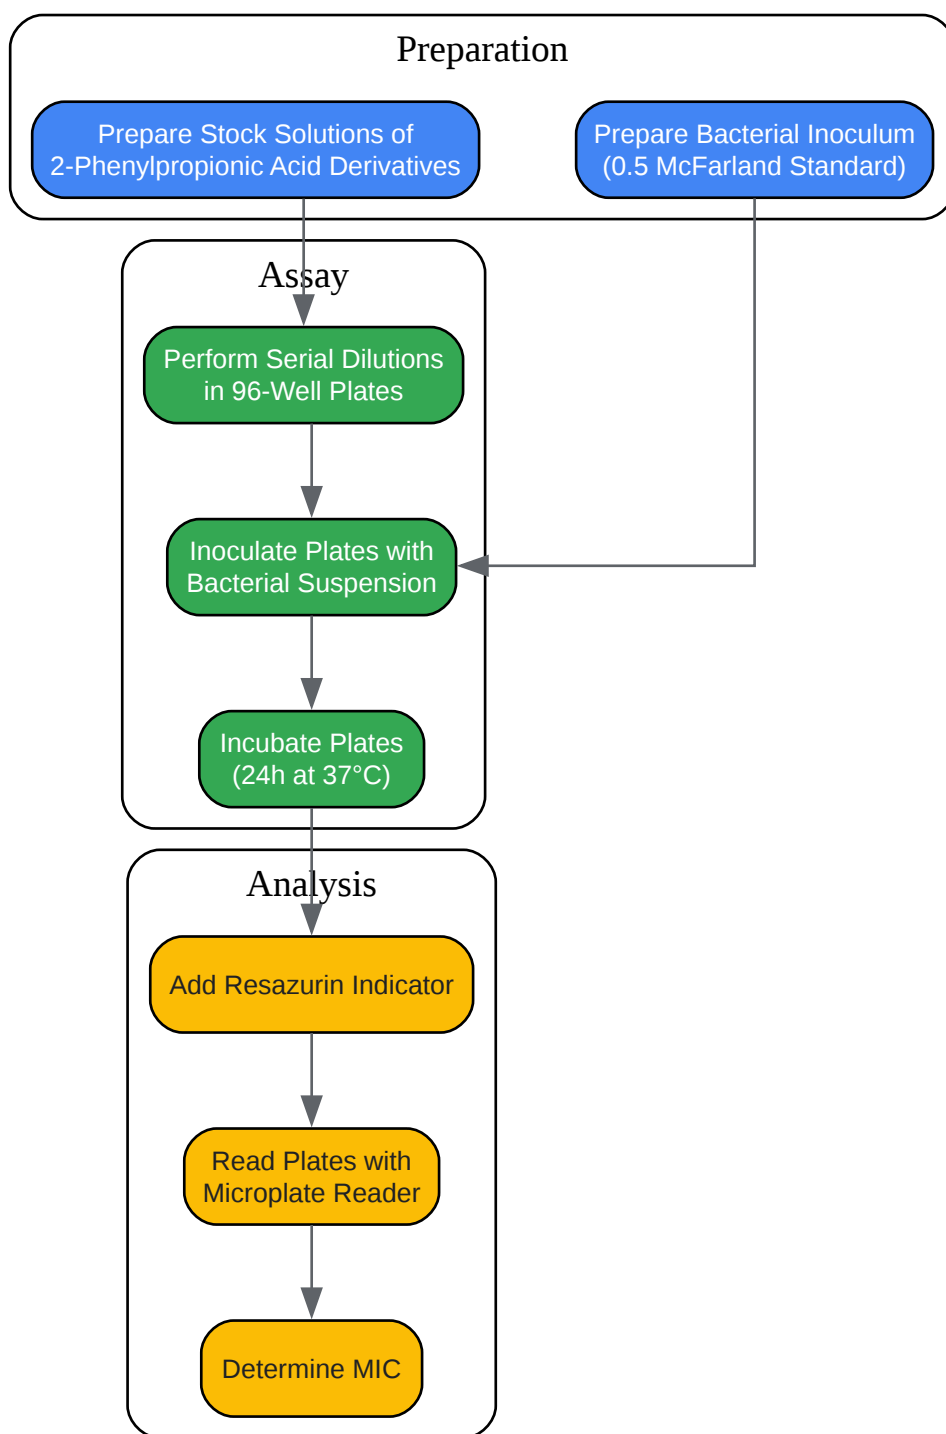 Preparation
Prepare Stock Solutions of
2-Phenylpropionic Acid Derivatives
Prepare Bacterial Inoculum
(0.5 McFarland Standard)
Assay
Perform Serial Dilutions
in 96-Well Plates
Inoculate Plates with
Bacterial Suspension
Incubate Plates
(24h at 37°C)
Analysis
Add Resazurin Indicator
Read Plates with
Microplate Reader
Determine MIC